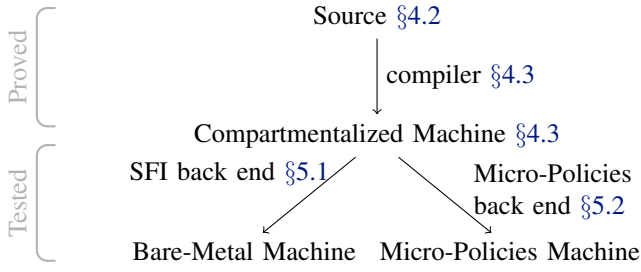 Source §4.2
Proved
compiler §4.3
Compartmentalized Machine §4.3
SFI back end §5.1
Micro-Policies
back end §5.2
Tested
Bare-Metal Machine
Micro-Policies Machine